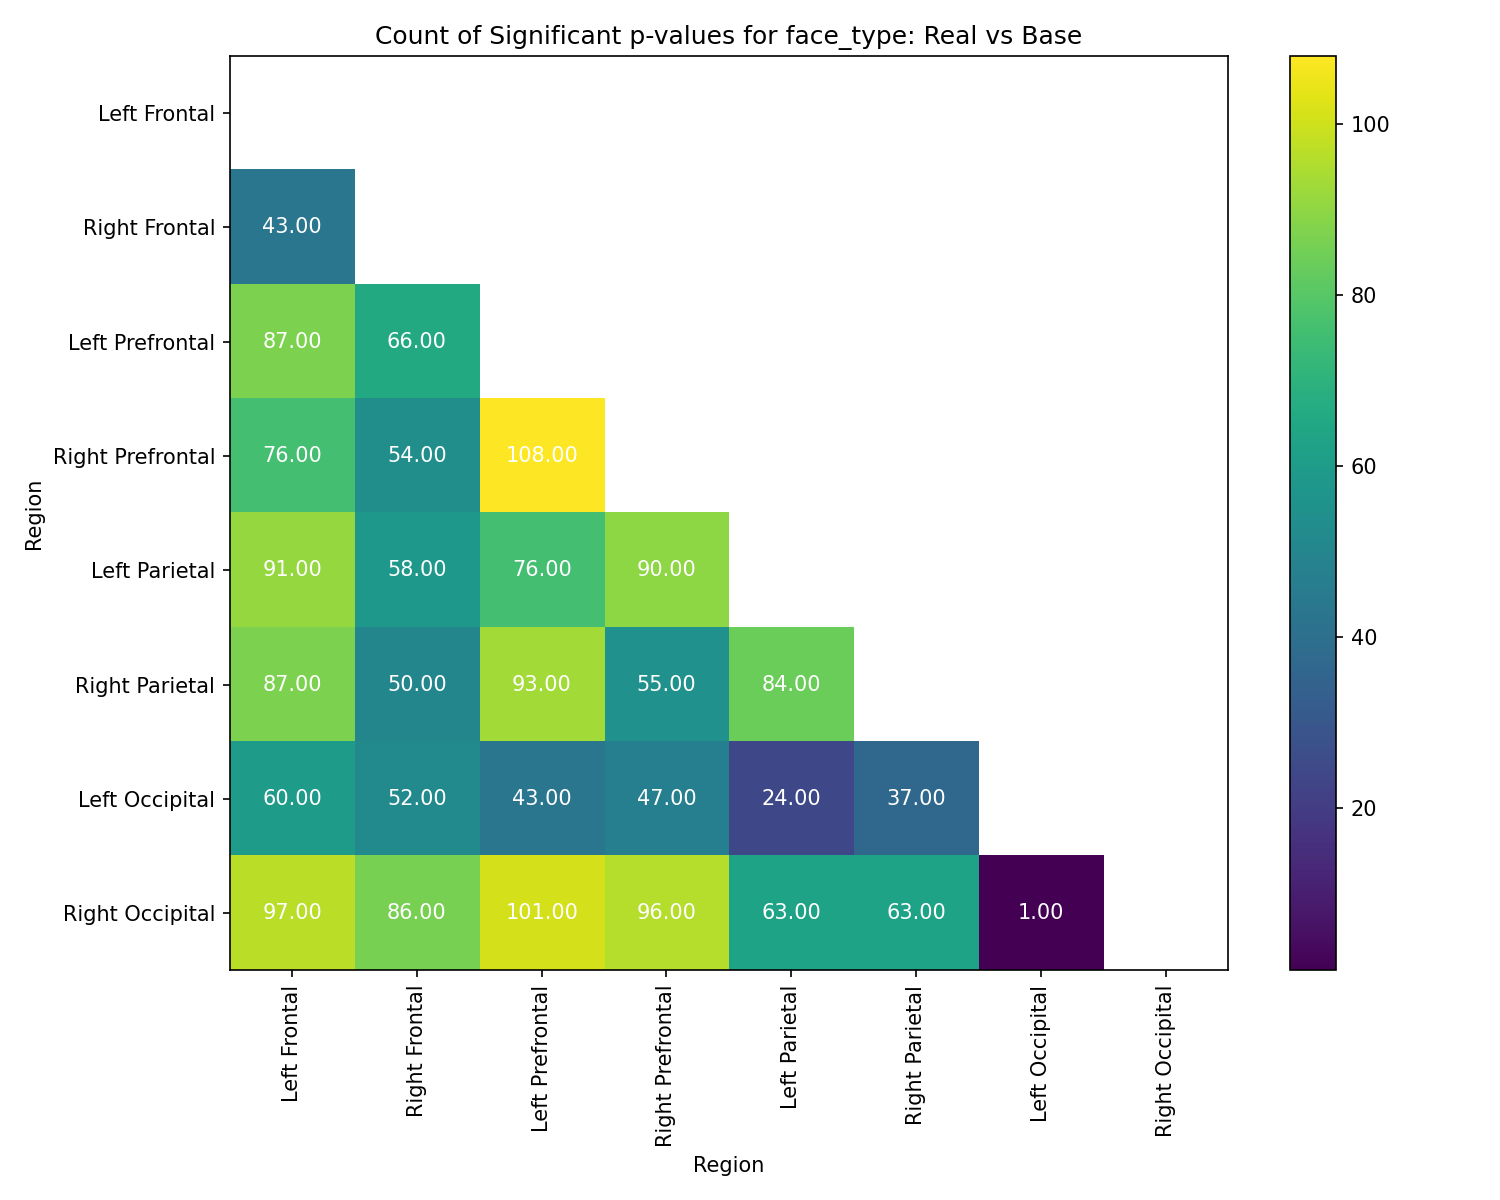 Count of Significant p-values for face_type: Real vs Base
Left Frontal
Right Frontal
43.00
Left Prefrontal
87.00 66.00
Right Prefrontal
76.00 54.00 108.00
Left Parietal
91.00 58.00 76.00 90.00
Right Parietal
87.00 50.00 93.00 55.00 84.00
Left Occipital
60.00 52.00 43.00 47.00 24.00 37.00
Right Occipital
97.00 86.00 101.00 96.00 63.00 63.00 1.00
Region
Left Frontal
Right Frontal
Left Prefrontal
Right Prefrontal
Left Parietal
Right Parietal
Left Occipital
Right Occipital
Region
100
80
60
40
20